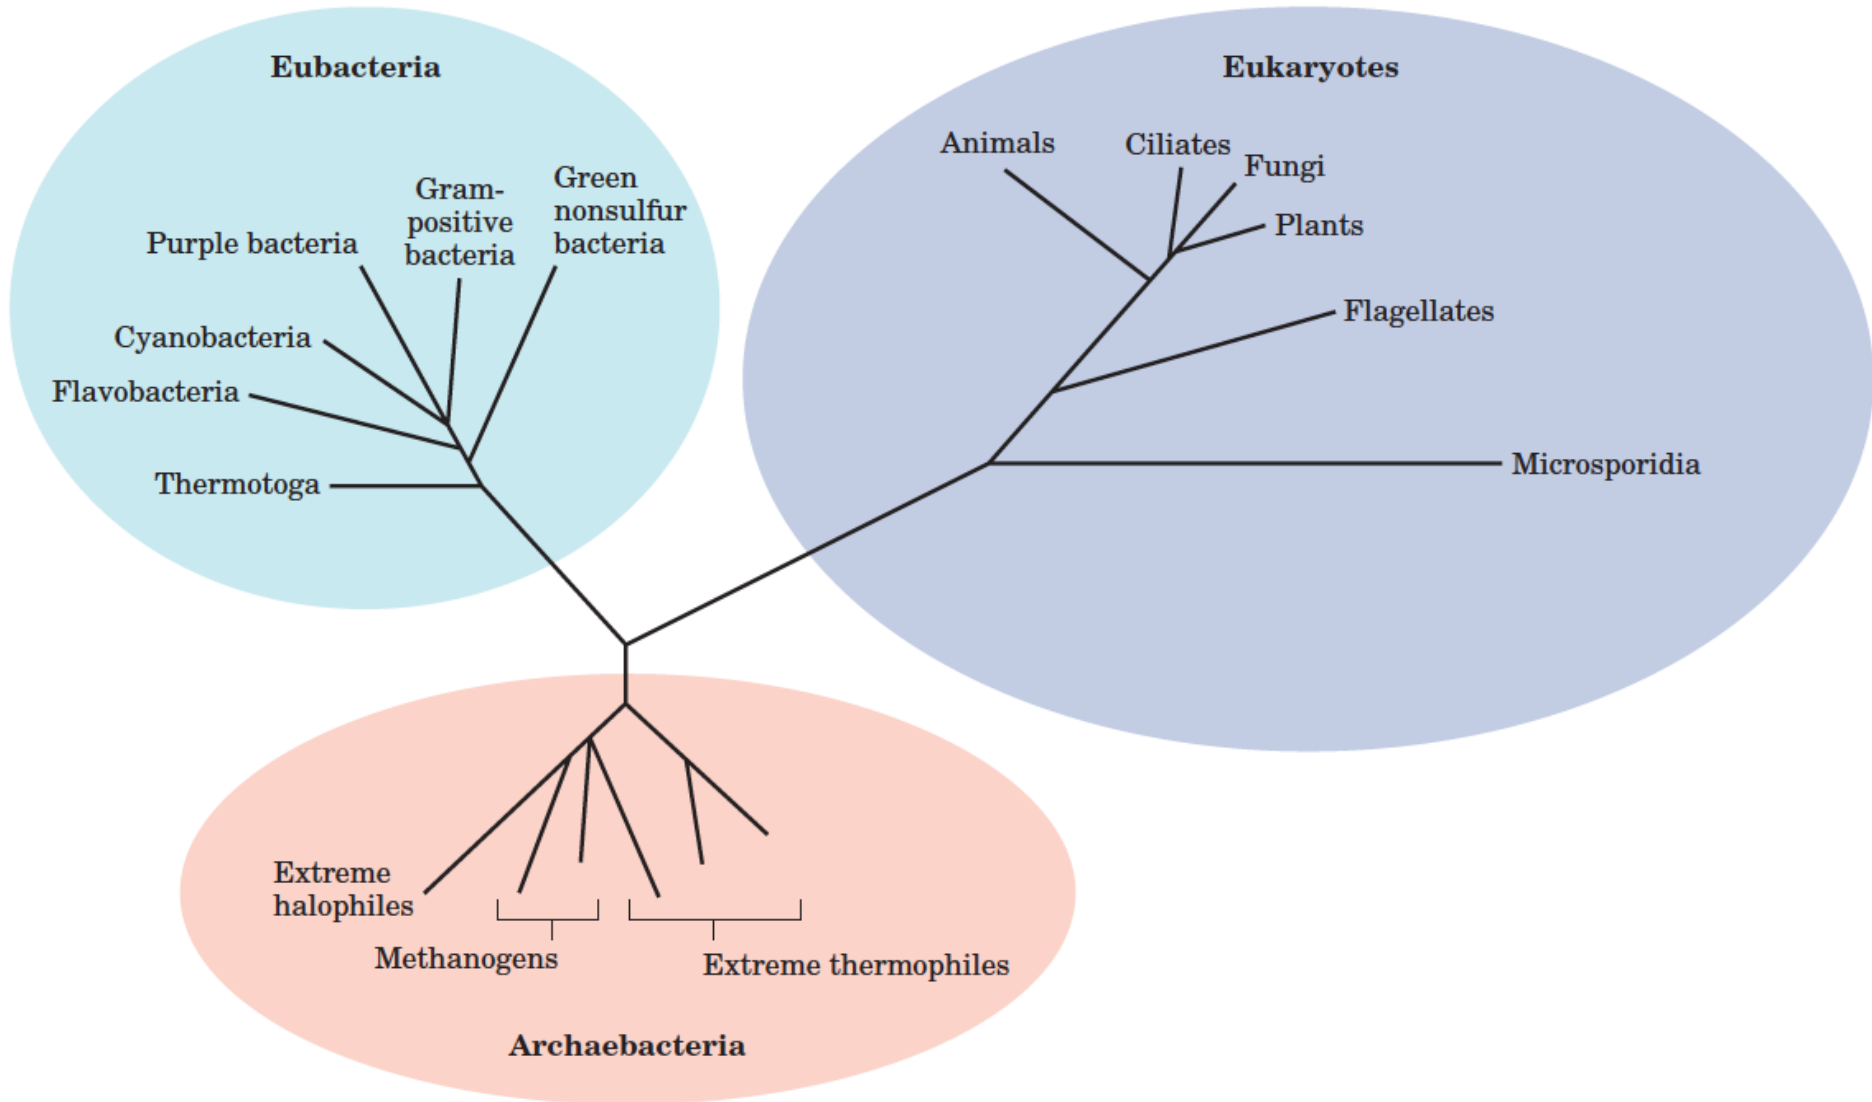 Eubacteria
Eukaryotes
Animals
Ciliates
Fungi
Plants
Flagellates
Microsporidia
Green
nonsulfur
bacteria
Gram-
positive
bacteria
Purple bacteria
Cyanobacteria
Flavobacteria
Thermotoga
Extreme
halophiles
Methanogens
Extreme thermophiles
Archaebacteria